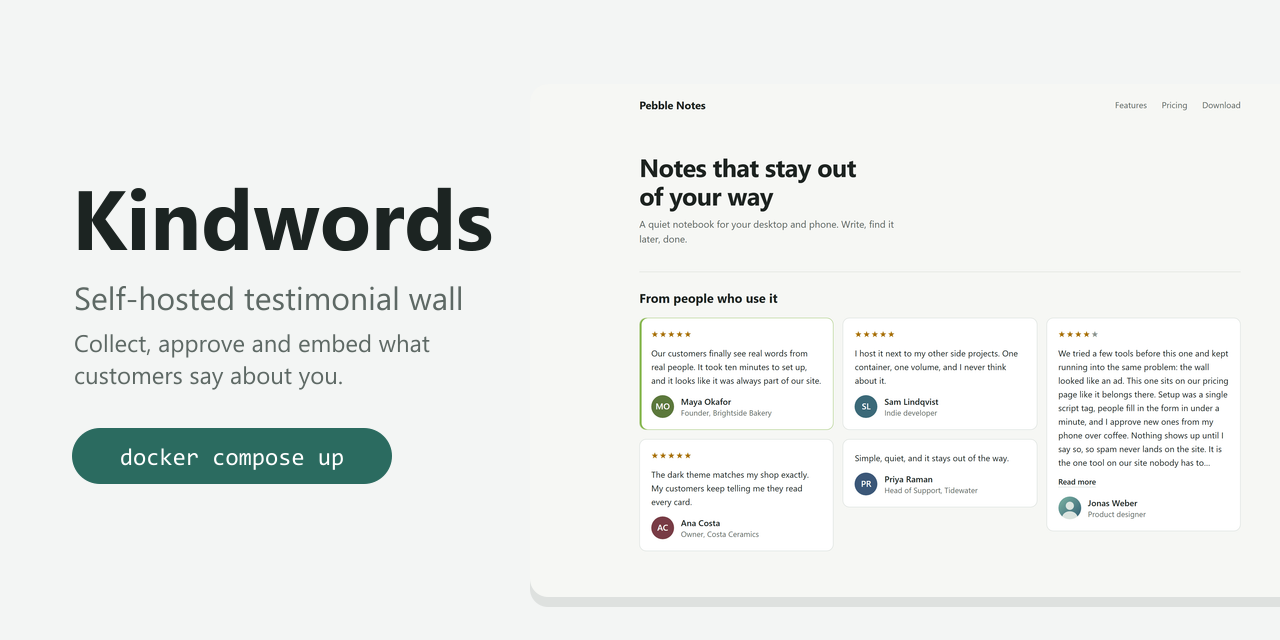 Kindwords
Self-hosted testimonial wall
Collect, approve and embed what
customers say about you.
docker compose up
Pebble Notes
Features
Pricing
Download
Notes that stay out
of your way
A quiet notebook for your desktop and phone. Write, find it
later, done.
From people who use it
★★★★★
Our customers finally see real words from
real people. It took ten minutes to set up,
and it looks like it was always part of our site.
MO
Maya Okafor
Founder, Brightside Bakery
★★★★★
I host it next to my other side projects. One
container, one volume, and I never think
about it.
SL
Sam Lindqvist
Indie developer
★★★★★
We tried a few tools before this one and kept
running into the same problem: the wall
looked like an ad. This one sits on our pricing
page like it belongs there. Setup was a single
script tag, people fill in the form in under a
minute, and I approve new ones from my
phone over coffee. Nothing shows up until I
say so, so spam never lands on the site. It is
the one tool on our site nobody has to...
Read more
Jonas Weber
Product designer
★★★★★
The dark theme matches my shop exactly.
My customers keep telling me they read
every card.
AC
Ana Costa
Owner, Costa Ceramics
Simple, quiet, and it stays out of the way.
PR
Priya Raman
Head of Support, Tidewater